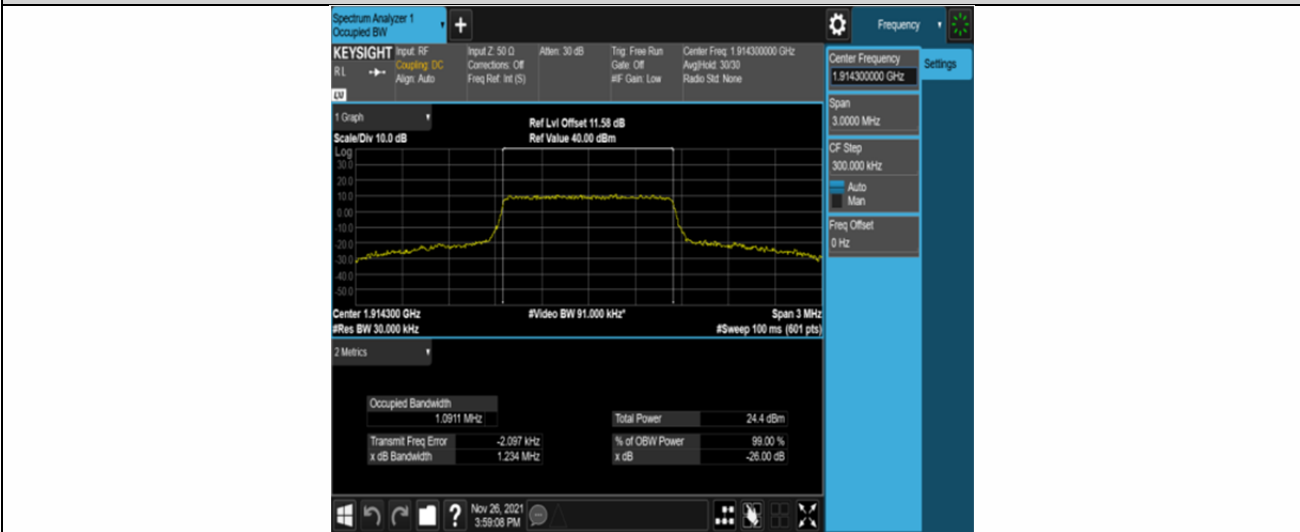 Spectrum Analyzer 1
Occupied BW
+
Frequency
KEYSIGHT
R L
LXI
Input: RF
Coupling: DC
Align: Auto
Input Z: 50 Ω
Corrections: Off
Freq Ref: Int (S)
Atten: 30 dB
Trig: Free Run
Gate: Off
#IF Gain: Low
Center Freq: 1.914300000 GHz
Avg|Hold: 30/30
Radio Std: None
Center Frequency
1.914300000 GHz
Settings
Span
3.0000 MHz
CF Step
300.000 kHz
Auto
Man
Freq Offset
0 Hz
1 Graph
Scale/Div 10.0 dB
Ref Lvl Offset 11.58 dB
Ref Value 40.00 dBm
Log
30.0
20.0
10.0
0.00
-10.0
-20.0
-30.0
-40.0
-50.0
Center 1.914300 GHz
#Video BW 91.000 kHz*
Span 3 MHz
#Res BW 30.000 kHz
#Sweep 100 ms (601 pts)
2 Metrics
Occupied Bandwidth
1.0911 MHz
Total Power 24.4 dBm
Transmit Freq Error -2.097 kHz
% of OBW Power 99.00 %
x dB Bandwidth 1.234 MHz
x dB -26.00 dB
?
Nov 26, 2021
3:59:08 PM